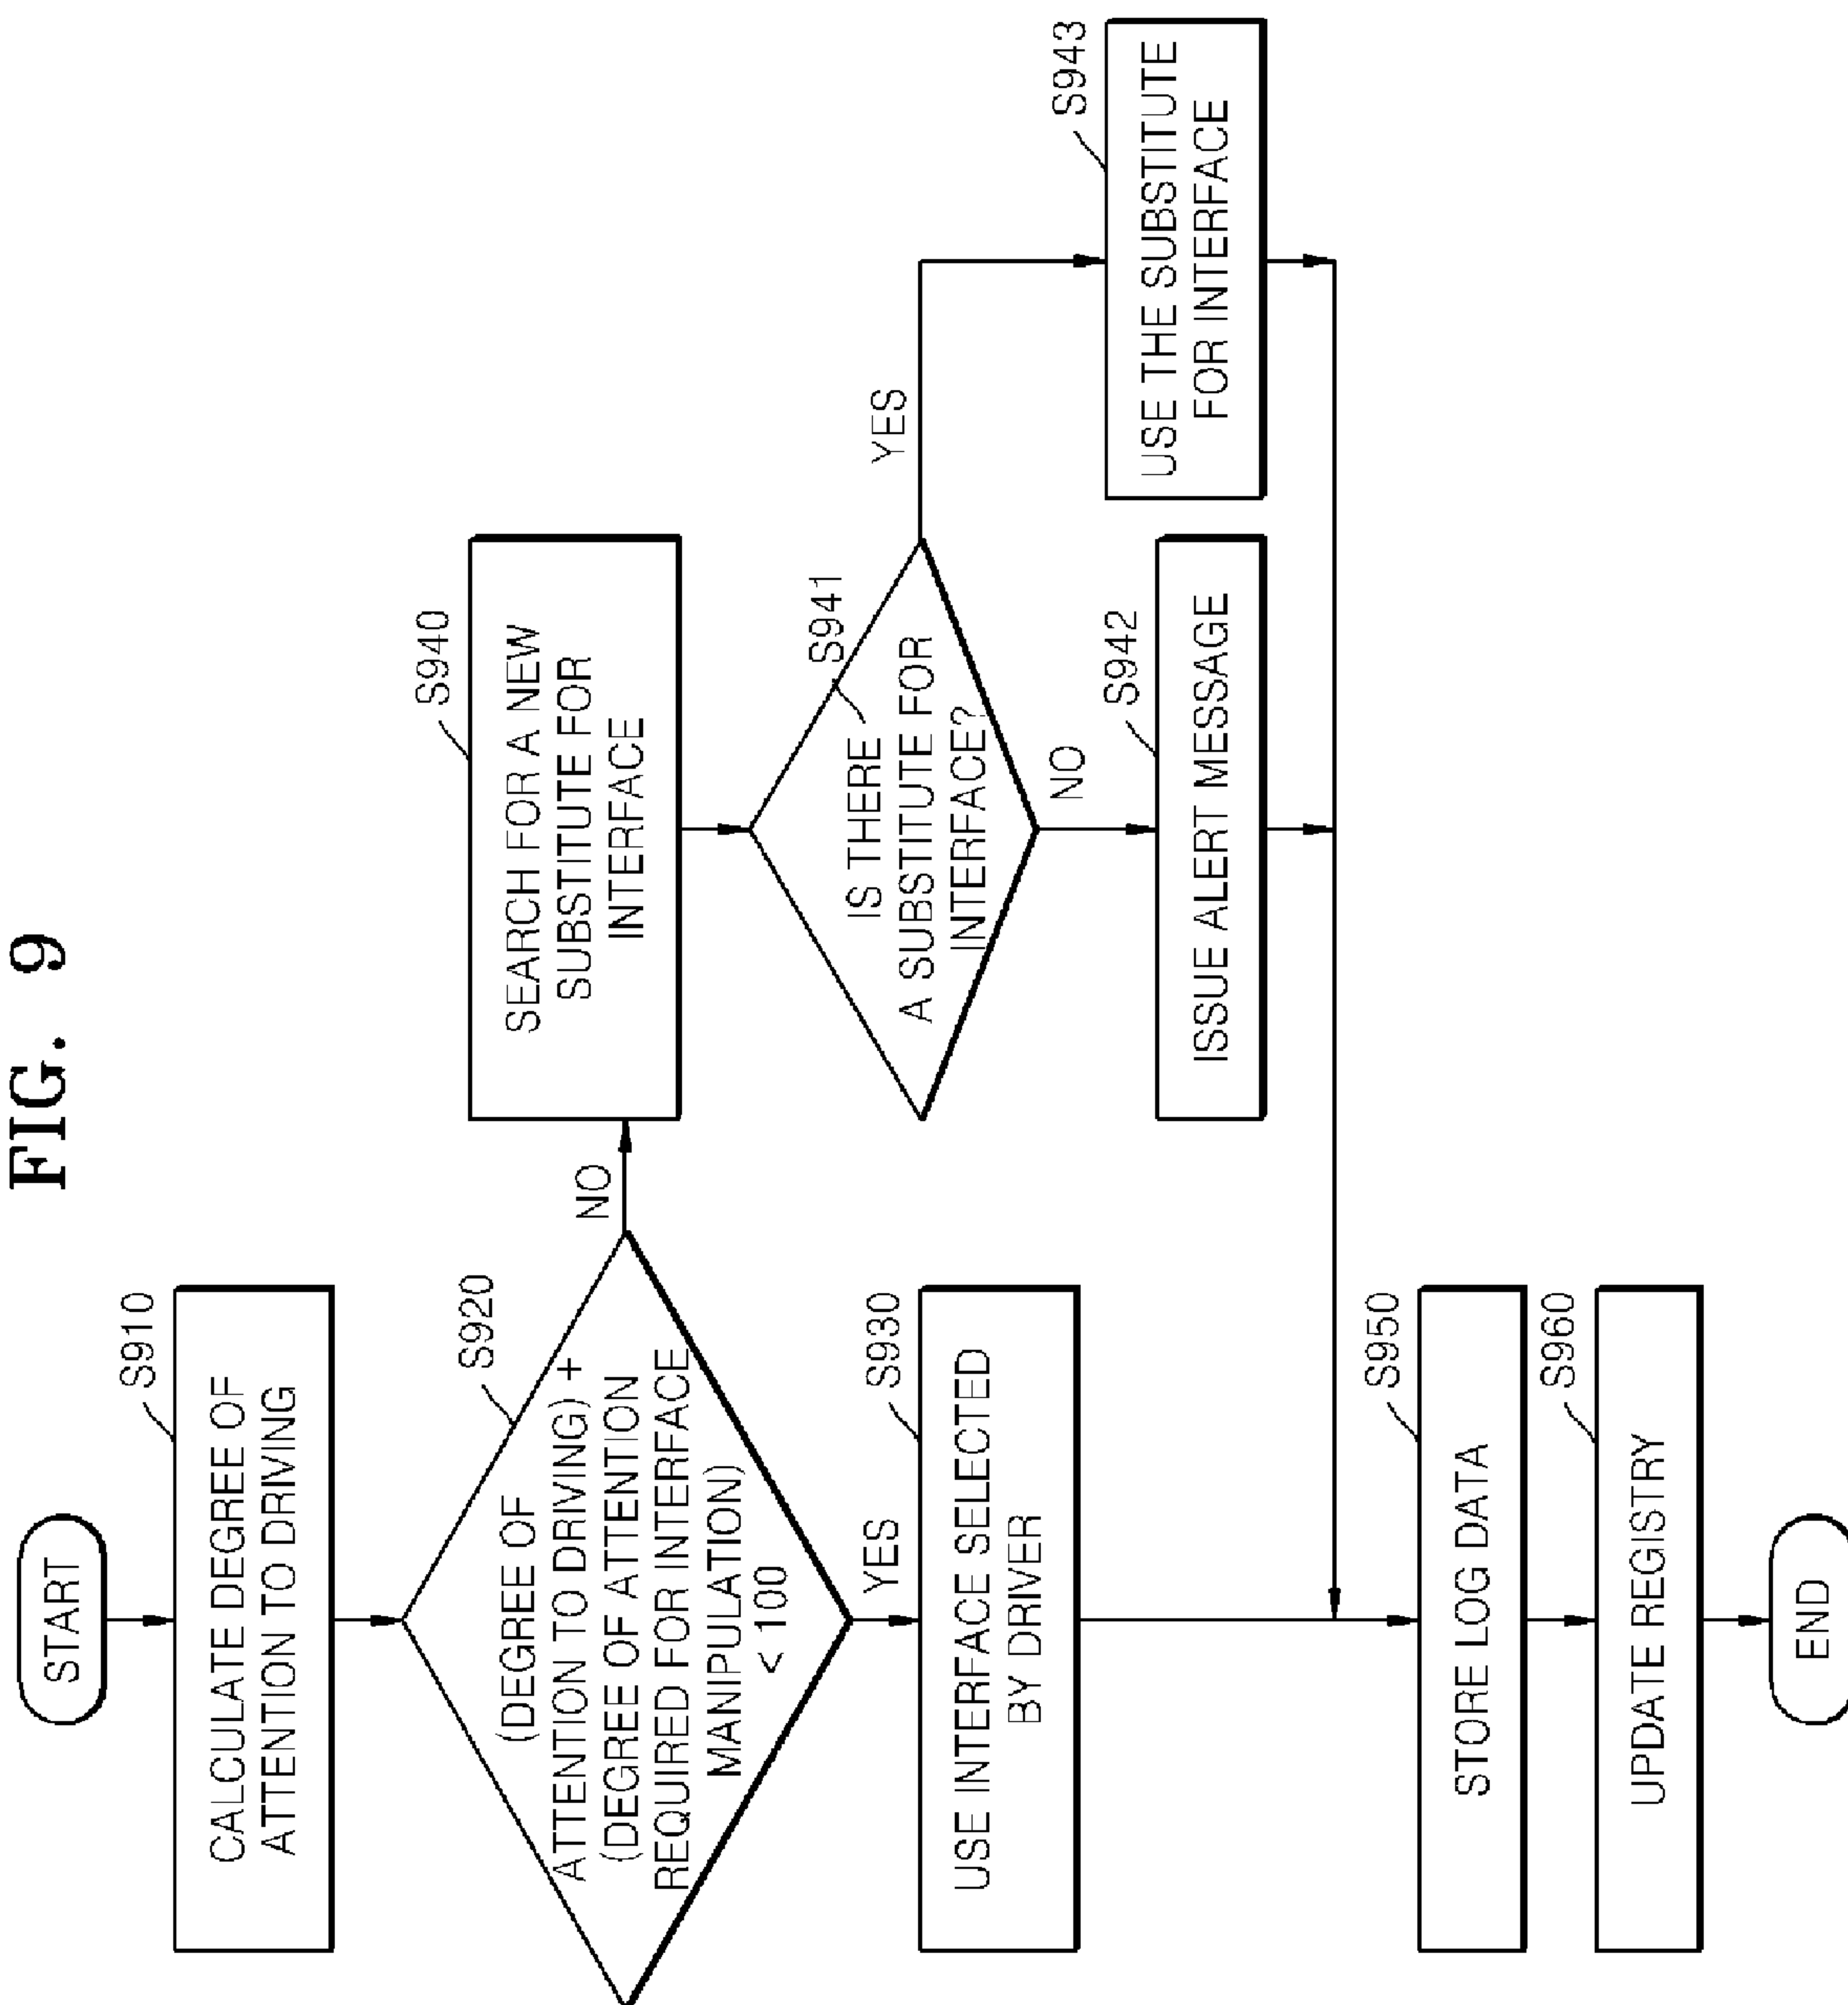 FIG. 9
START
S910
CALCULATE DEGREE OF
ATTENTION TO DRIVING
S920
(DEGREE OF
ATTENTION TO DRIVING) +
(DEGREE OF ATTENTION
REQUIRED FOR INTERFACE
MANIPULATION)
< 100
NO
YES
S930
USE INTERFACE SELECTED
BY DRIVER
S940
SEARCH FOR A NEW
SUBSTITUTE FOR
INTERFACE
S941
IS THERE
A SUBSTITUTE FOR
INTERFACE?
YES
NO
S942
ISSUE ALERT MESSAGE
S943
USE THE SUBSTITUTE
FOR INTERFACE
S950
STORE LOG DATA
S960
UPDATE REGISTRY
END